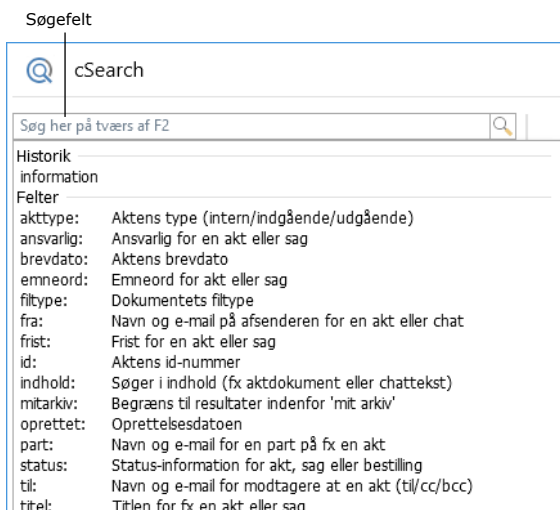 Søgefelt
cSearch
Søg her på tværs af F2
Historik
information
Felter
akttype: Aktens type (intern/indgående/udgående)
ansvarlig: Ansvarlig for en akt eller sag
brevdato: Aktens brevdato
emneord: Emneord for akt eller sag
filtype: Dokumentets filtype
fra: Navn og e-mail på afsenderen for en akt eller chat
frist: Frist for en akt eller sag
id: Aktens id-nummer
indhold: Søger i indhold (fx aktdokument eller chattekst)
mitarkiv: Begræns til resultater indenfor 'mit arkiv'
oprettet: Oprettelsesdatoen
part: Navn og e-mail for en part på fx en akt
status: Status-information for akt, sag eller bestilling
til: Navn og e-mail for modtagere at en akt (til/cc/bcc)
titel: Titlen for fx en akt eller sag